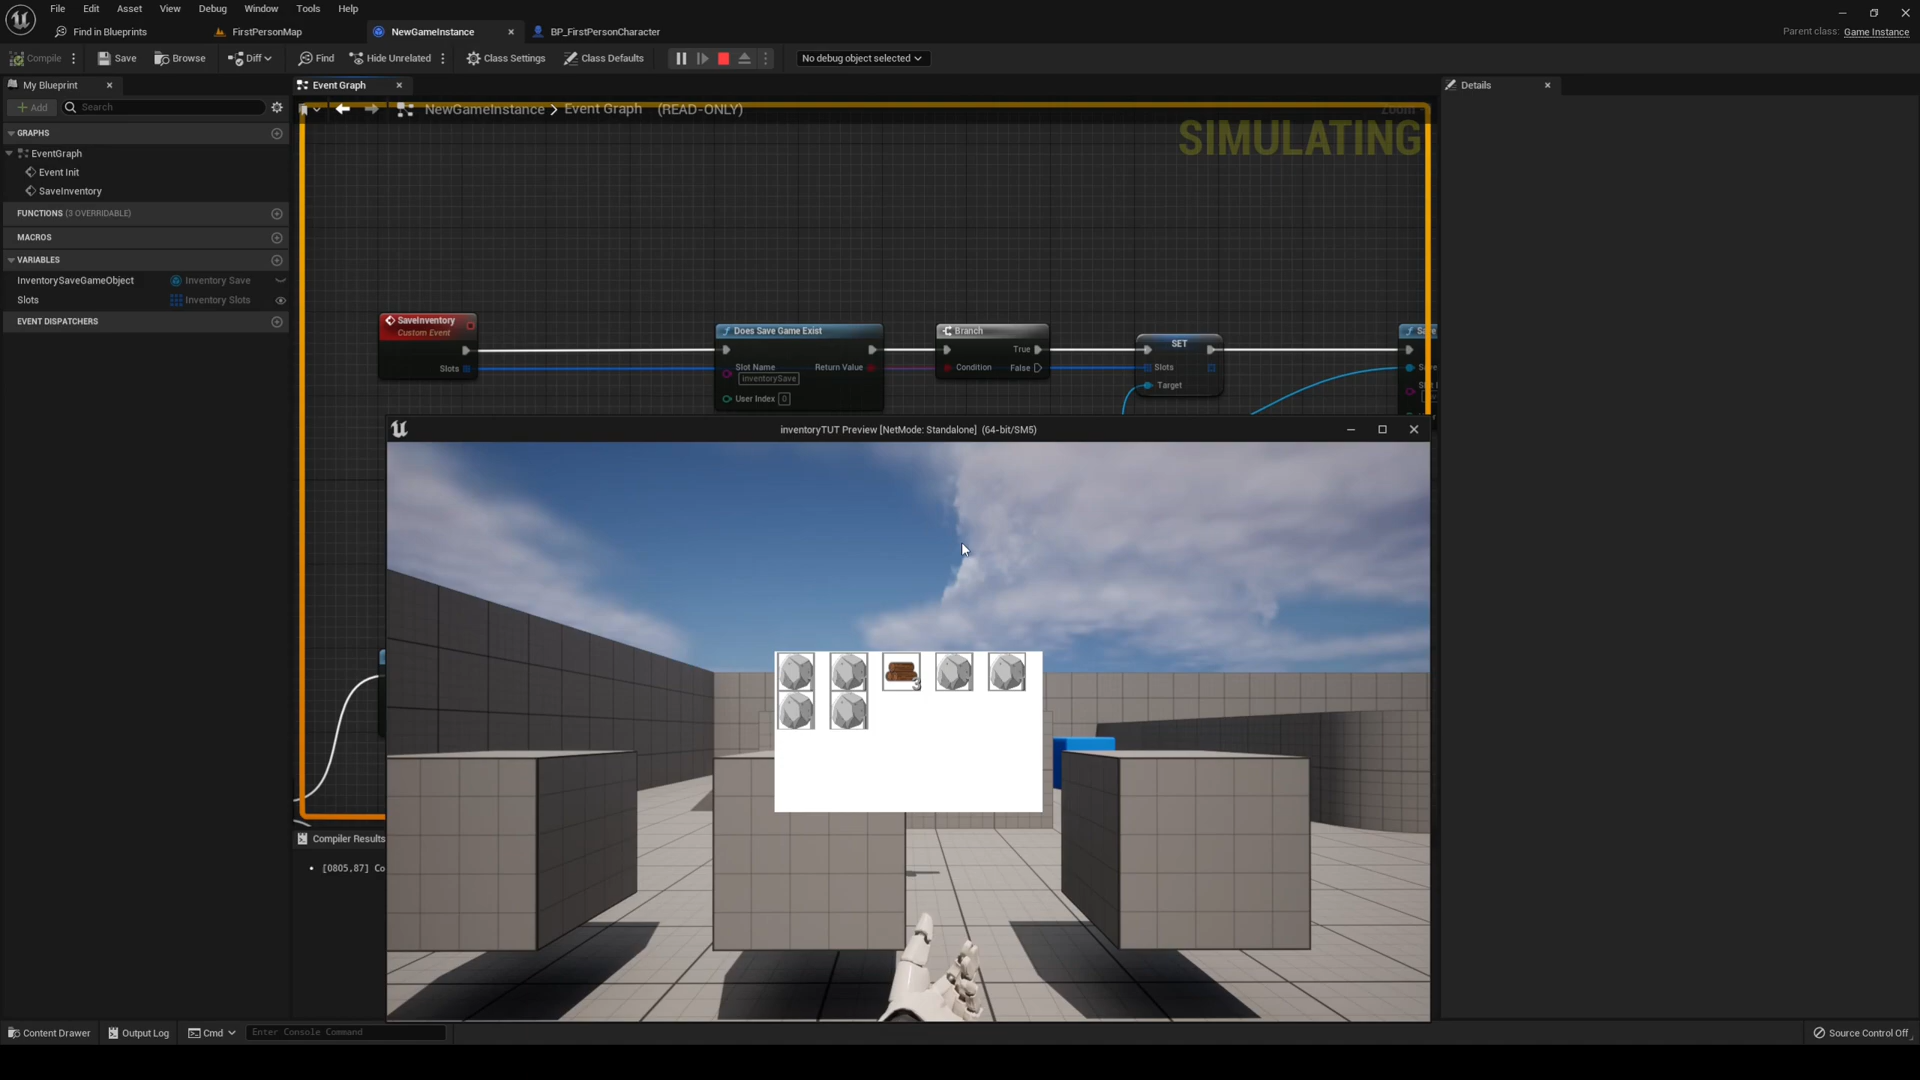 File Edit Asset View Debug Window Tools Help
Find in Blueprints FirstPersonMap NewGameInstance BP_FirstPersonCharacter
Parent class: Game Instance
Compile Save Browse Diff Find Hide Unrelated Class Settings Class Defaults No debug object selected
My Blueprint
Add Search
GRAPHS
EventGraph
Event Init
SaveInventory
FUNCTIONS (3 OVERRIDABLE)
MACROS
VARIABLES
InventorySaveGameObject Inventory Save
Slots Inventory Slots
EVENT DISPATCHERS
Event Graph
NewGameInstance > Event Graph (READ-ONLY)
Zoom
SIMULATING
SaveInventory
Custom Event
Slots
Does Save Game Exist
Slot Name Return Value
inventorySave
User Index 0
Branch
True
Condition False
SET
Slots
Target
inventoryTUT Preview [NetMode: Standalone] (64-bit/SM5)
3
Compiler Results
[0805,87] Co
Details
Content Drawer Output Log Cmd Enter Console Command
Source Control Off